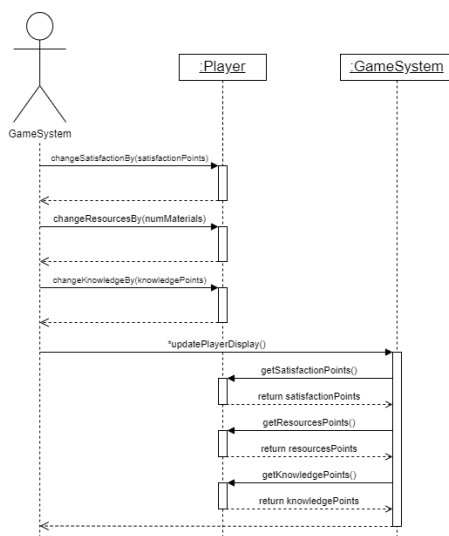 :Player
:GameSystem
GameSystem
changeSatisfactionBy(satisfactionPoints)
changeResourcesBy(numMaterials)
changeKnowledgeBy(knowledgePoints)
*updatePlayerDisplay()
getSatisfactionPoints()
return satisfactionPoints
getResourcesPoints()
return resourcesPoints
getKnowledgePoints()
return knowledgePoints